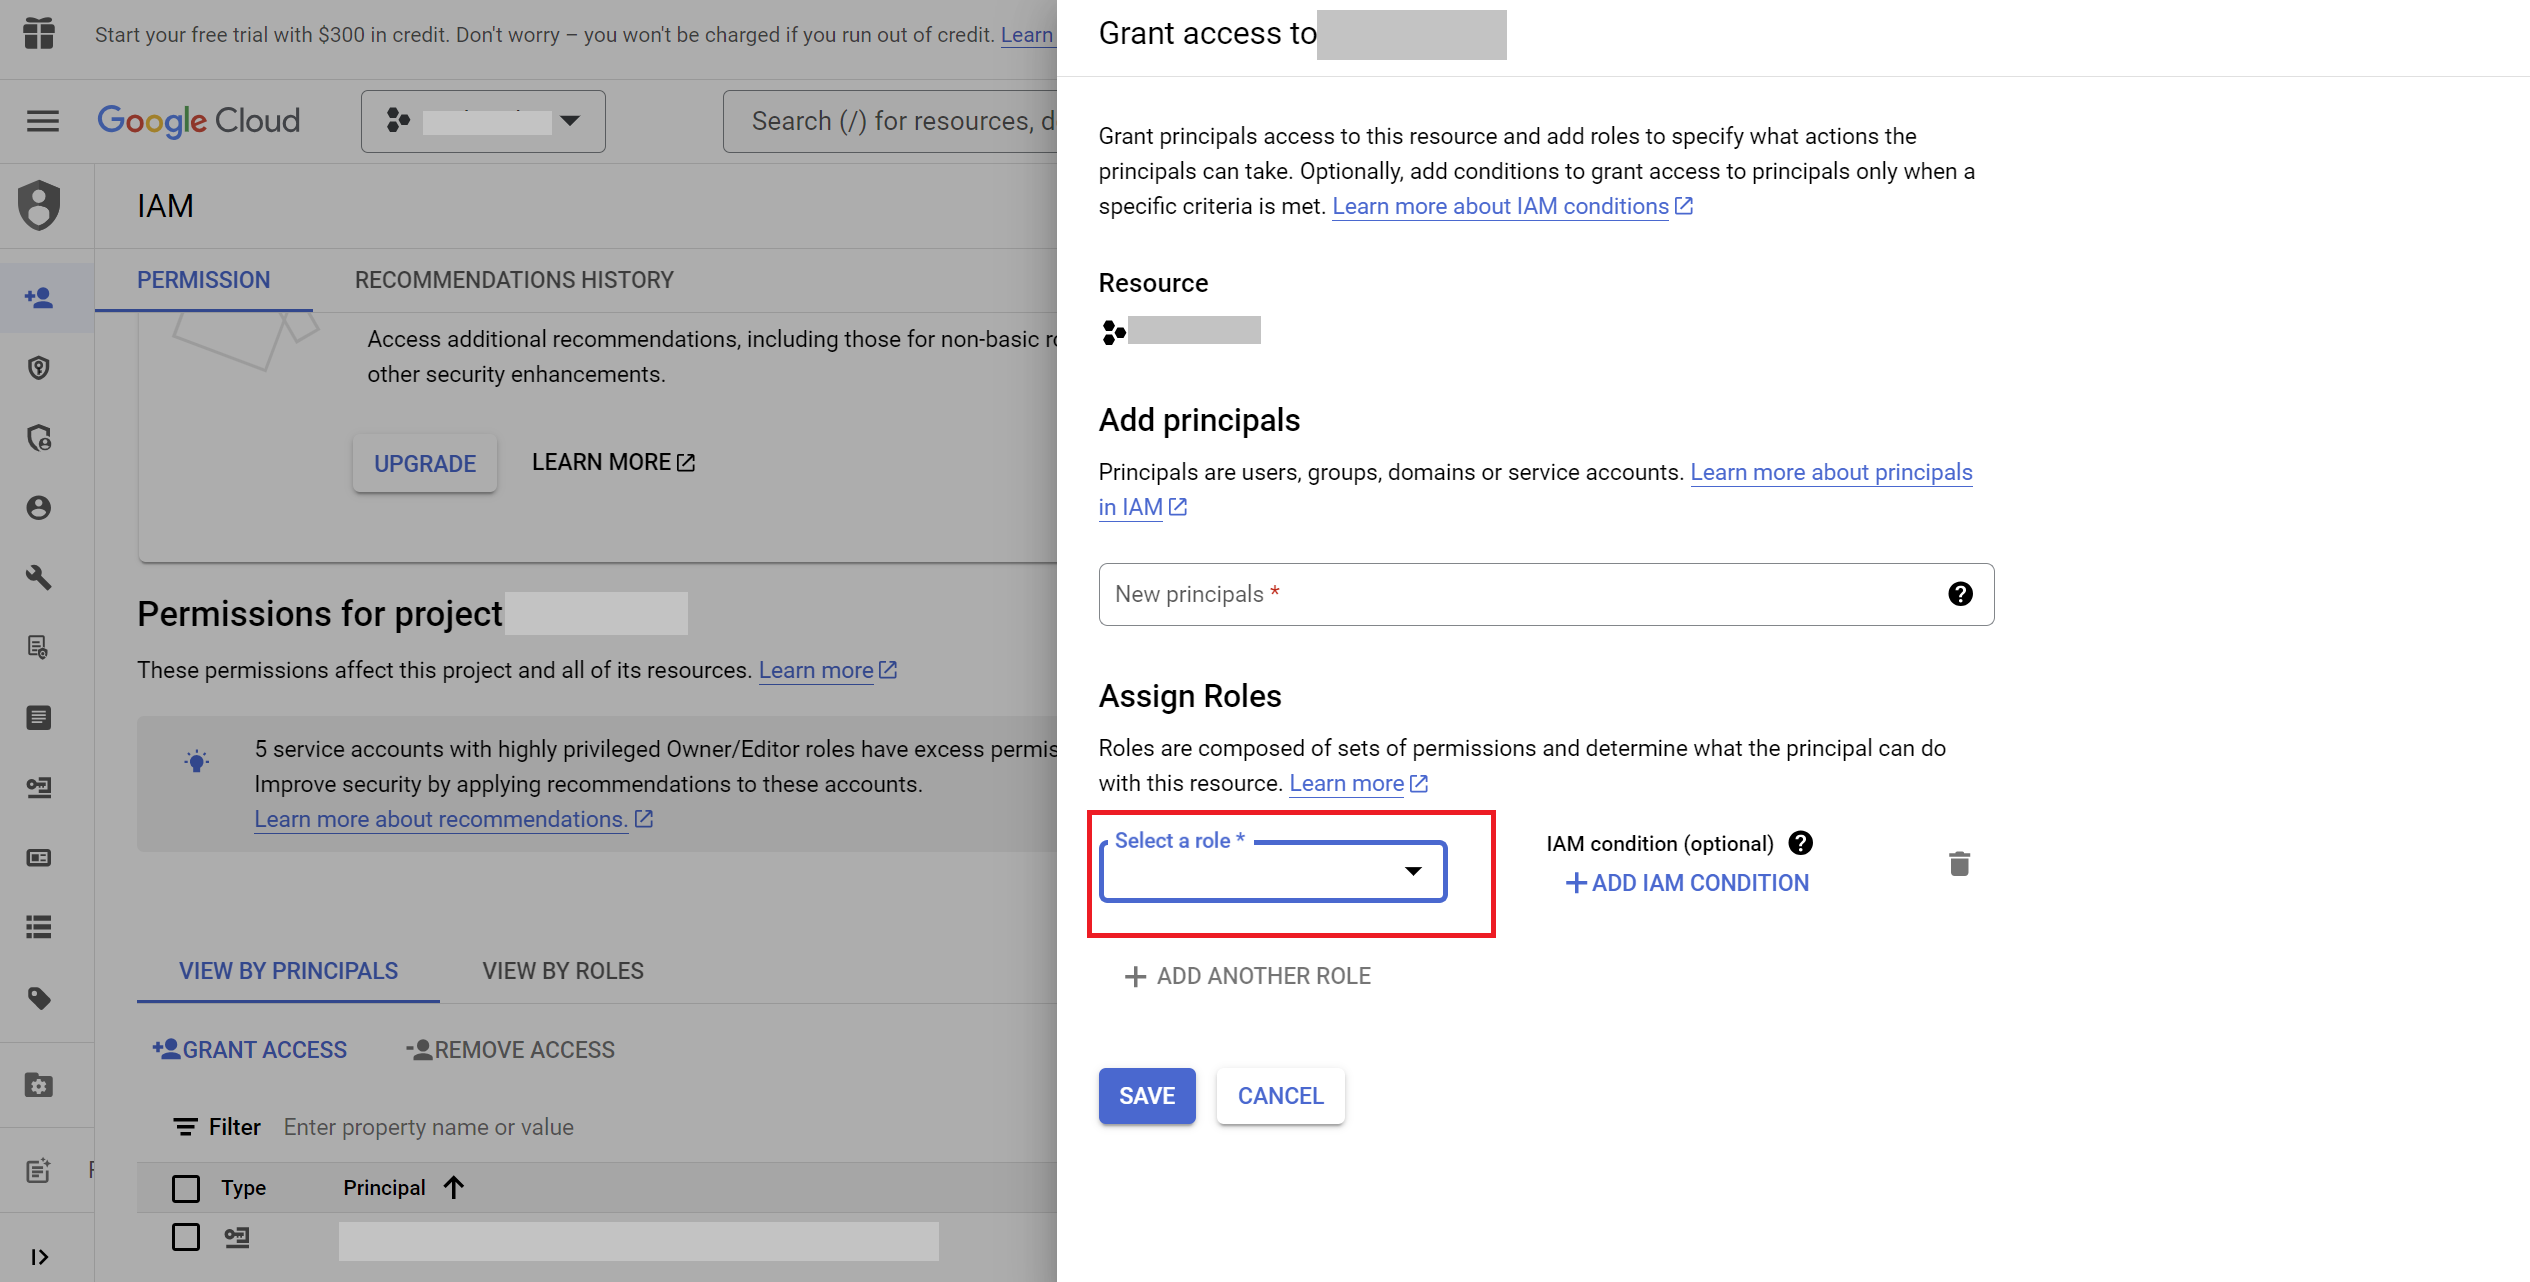 Start your free trial with $300 in credit. Don't worry – you won't be charged if you run out of credit. Learn
Google Cloud
Search (/) for resources, d
IAM
PERMISSION
RECOMMENDATIONS HISTORY
Access additional recommendations, including those for non-basic r
other security enhancements.
UPGRADE
LEARN MORE
Permissions for project
These permissions affect this project and all of its resources. Learn more
5 service accounts with highly privileged Owner/Editor roles have excess permis
Improve security by applying recommendations to these accounts.
Learn more about recommendations.
VIEW BY PRINCIPALS
VIEW BY ROLES
GRANT ACCESS
REMOVE ACCESS
Filter Enter property name or value
Type Principal
Grant access to
Grant principals access to this resource and add roles to specify what actions the
principals can take. Optionally, add conditions to grant access to principals only when a
specific criteria is met. Learn more about IAM conditions
Resource
Add principals
Principals are users, groups, domains or service accounts. Learn more about principals
in IAM
New principals *
Assign Roles
Roles are composed of sets of permissions and determine what the principal can do
with this resource. Learn more
Select a role *
IAM condition (optional)
+ ADD IAM CONDITION
+ ADD ANOTHER ROLE
SAVE
CANCEL